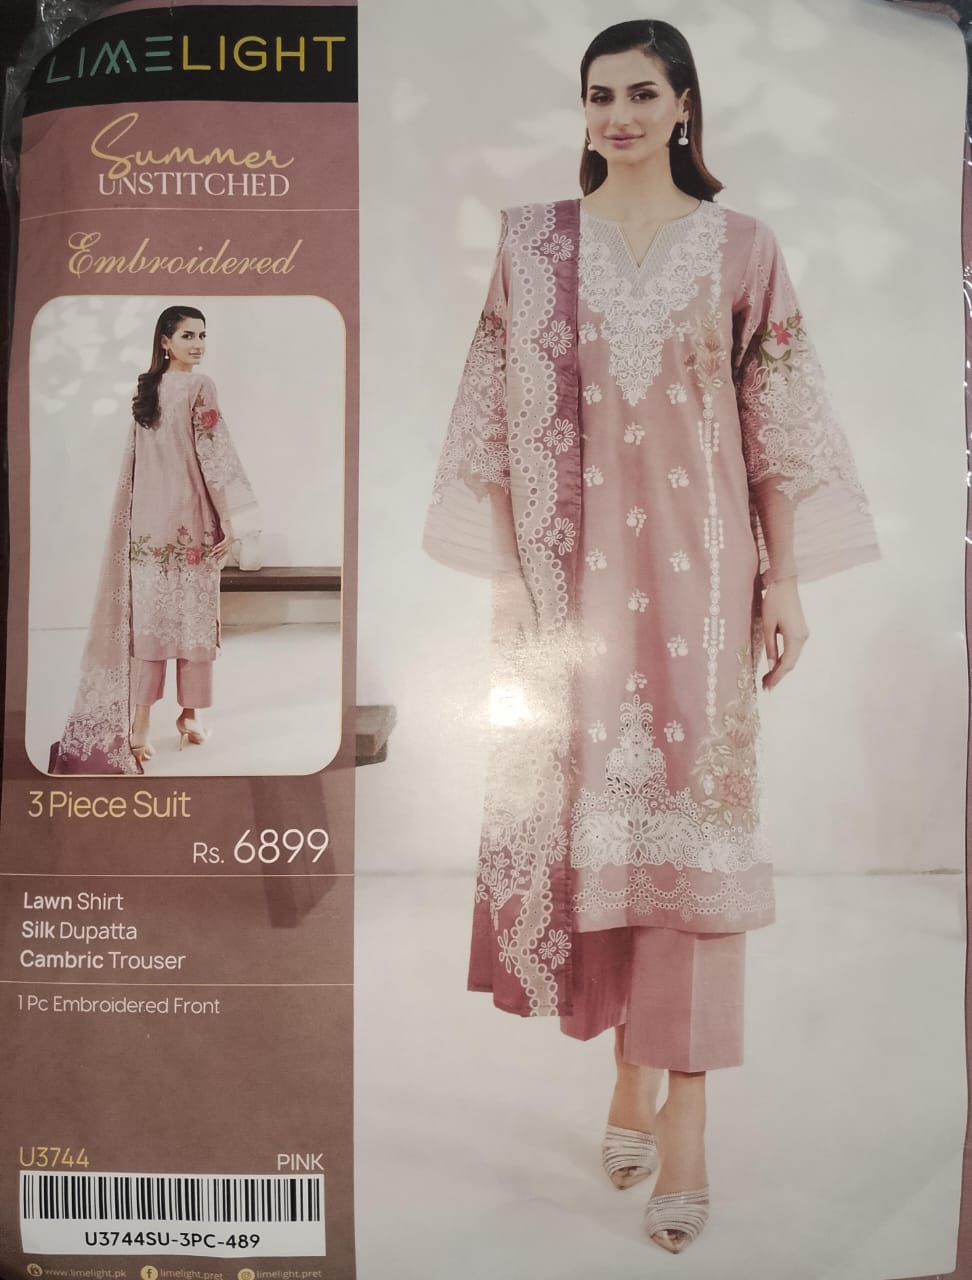 LIMELIGHT
Summer
UNSTITCHED
Embroidered
3 Piece Suit
Rs. 6899
Lawn Shirt
Silk Dupatta
Cambric Trouser
1 Pc Embroidered Front
U3744 PINK
U3744SU-3PC-489
www.limelight.pk limelight.pret limelight.pret